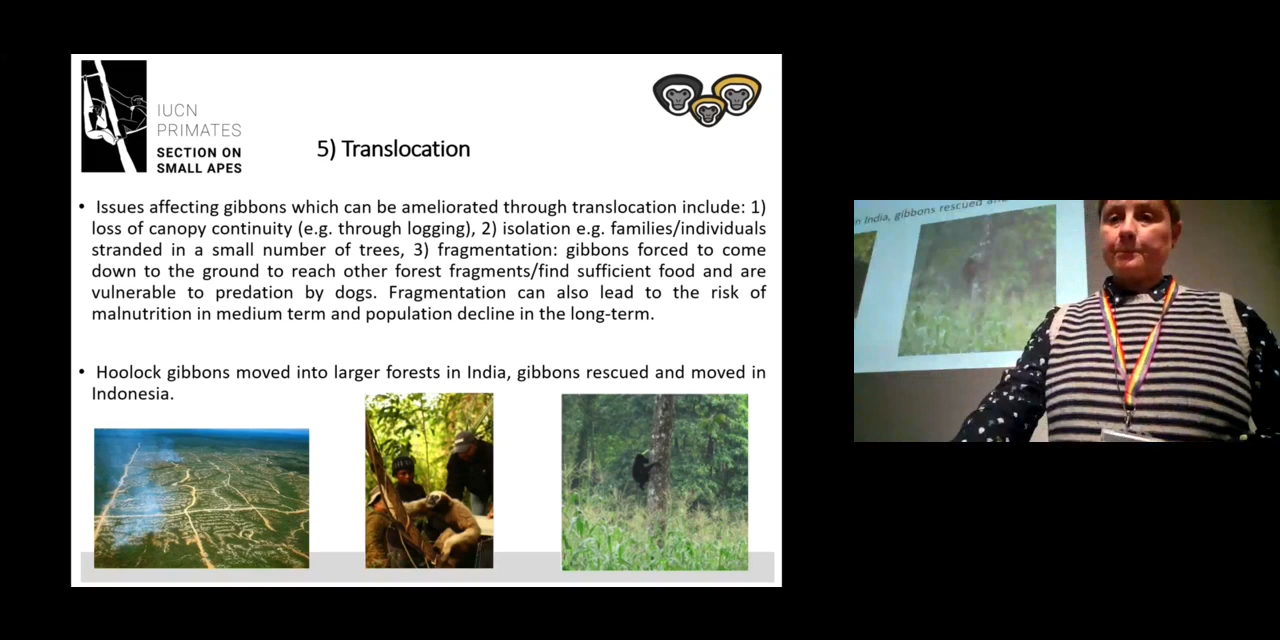 IUCN
PRIMATES
SECTION ON
SMALL APES
5) Translocation
• Issues affecting gibbons which can be ameliorated through translocation include: 1)
loss of canopy continuity (e.g. through logging), 2) isolation e.g. families/individuals
stranded in a small number of trees, 3) fragmentation: gibbons forced to come
down to the ground to reach other forest fragments/find sufficient food and are
vulnerable to predation by dogs. Fragmentation can also lead to the risk of
malnutrition in medium term and population decline in the long-term.
• Hoolock gibbons moved into larger forests in India, gibbons rescued and moved in
Indonesia.
in India, gibbons rescued